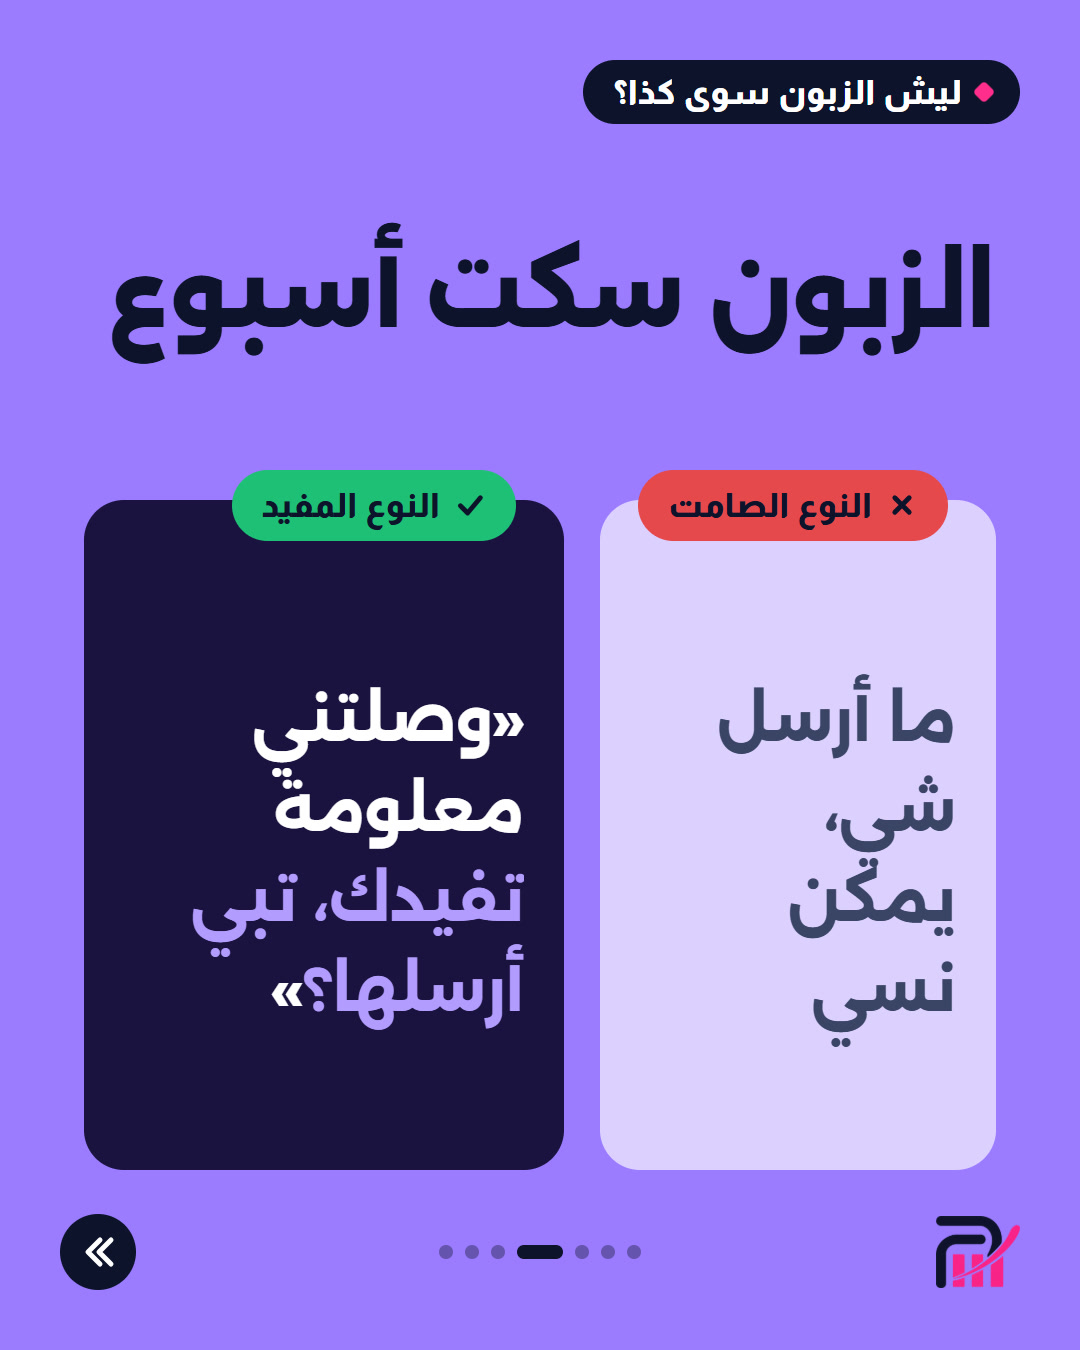 ليش الزبون سوى كذا؟
الزبون سكت أسبوع
النوع الصامت
ما أرسل
شي،
يمكن
نسي
النوع المفيد
«وصلتني
معلومة
تفيدك، تبي
أرسلها؟»